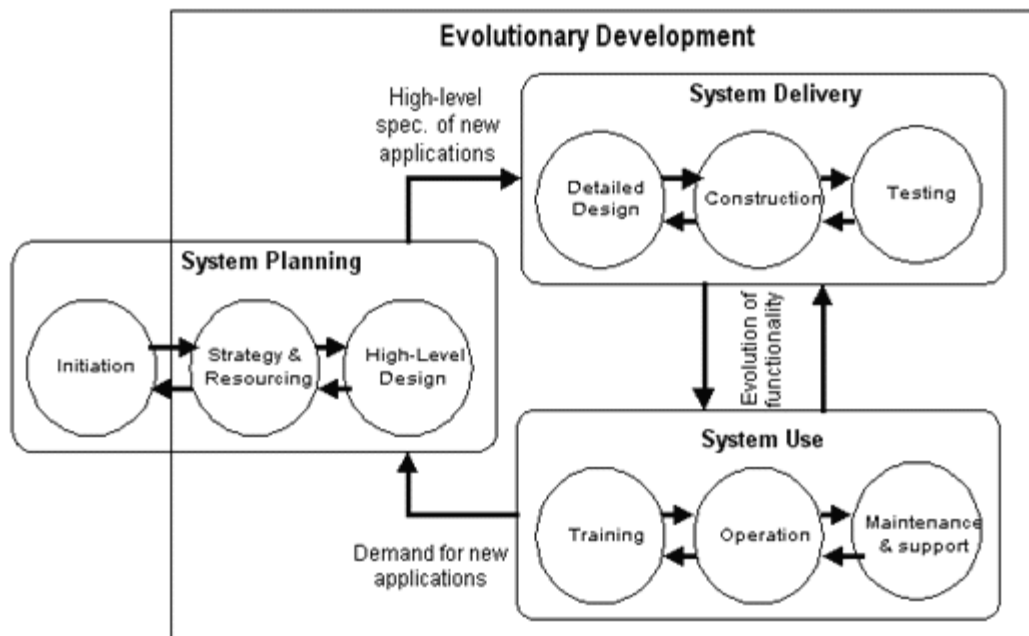 Evolutionary Development
High-level
spec. of new
applications
System Delivery
Detailed
Design
Construction
Testing
System Planning
Initiation
Strategy &
Resourcing
High-Level
Design
Evolution of
functionality
System Use
Training
Operation
Maintenance
& support
Demand for new
applications